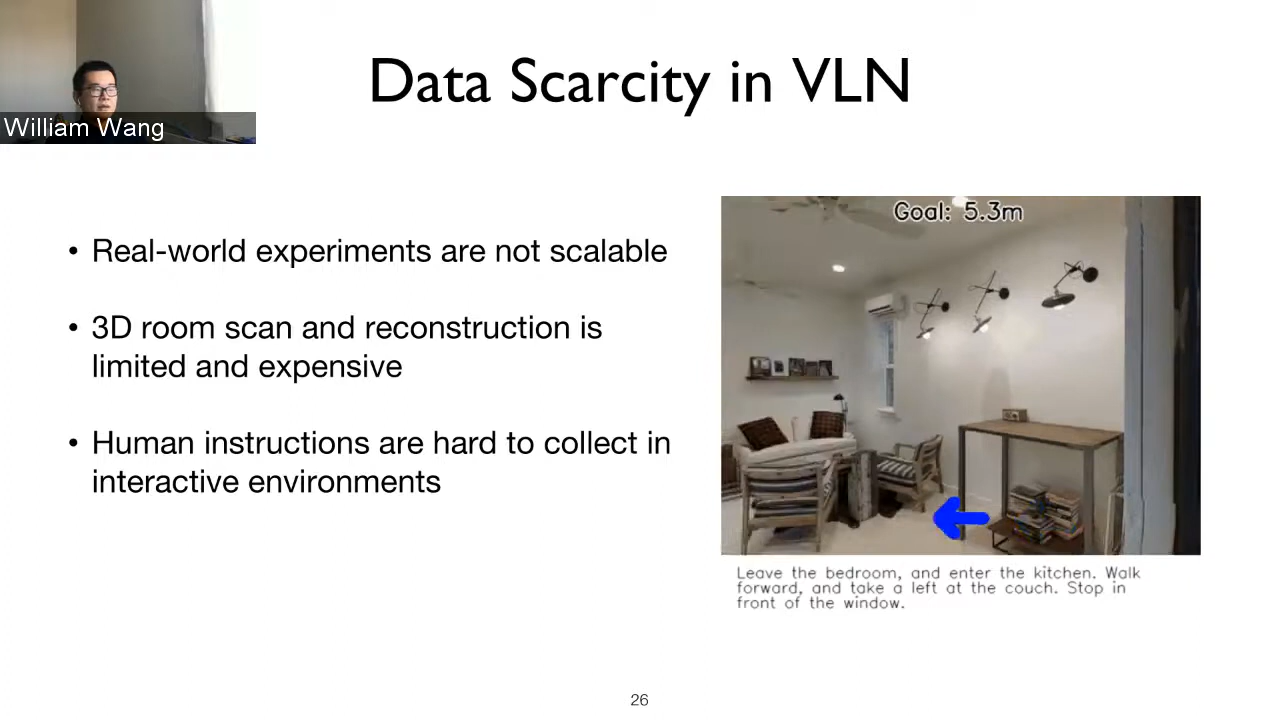 Data Scarcity in VLN
William Wang
• Real-world experiments are not scalable
• 3D room scan and reconstruction is
limited and expensive
• Human instructions are hard to collect in
interactive environments
Goal: 5.3m
Leave the bedroom, and enter the kitchen. Walk
forward, and take a left at the couch. Stop in
front of the window.
26